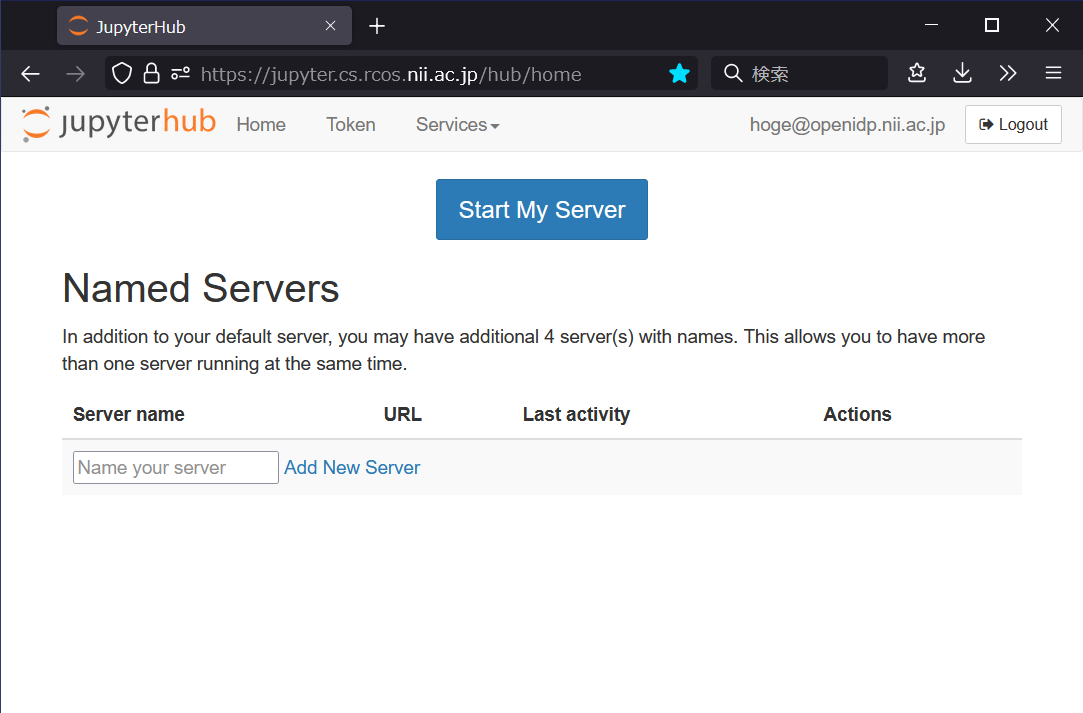 JupyterHub
https://jupyter.cs.rcos.nii.ac.jp/hub/home
検索
jupyterhub Home Token Services hoge@openidp.nii.ac.jp Logout
Start My Server
Named Servers
In addition to your default server, you may have additional 4 server(s) with names. This allows you to have more
than one server running at the same time.
Server name URL Last activity Actions
Name your server Add New Server